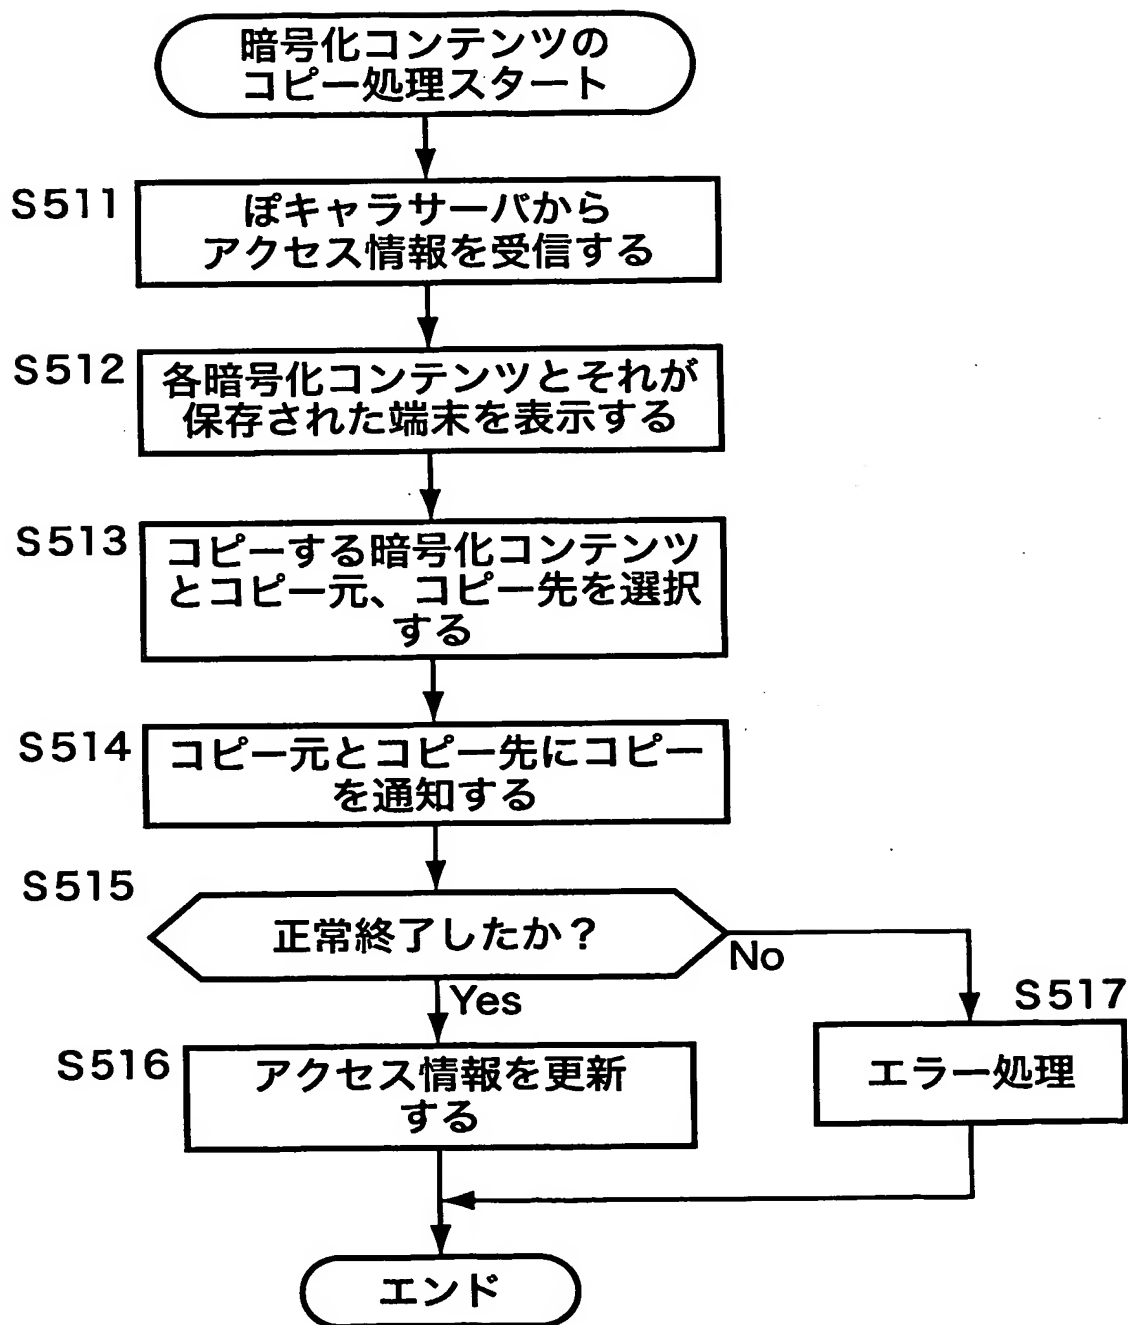 暗号化コンテンツの
コピー処理スタート
S511
ぽキャラサーバから
アクセス情報を受信する
S512
各暗号化コンテンツとそれが
保存された端末を表示する
S513
コピーする暗号化コンテンツ
とコピー元、コピー先を選択
する
S514
コピー元とコピー先にコピー
を通知する
S515
正常終了したか？
No
Yes
S517
エラー処理
S516
アクセス情報を更新
する
エンド